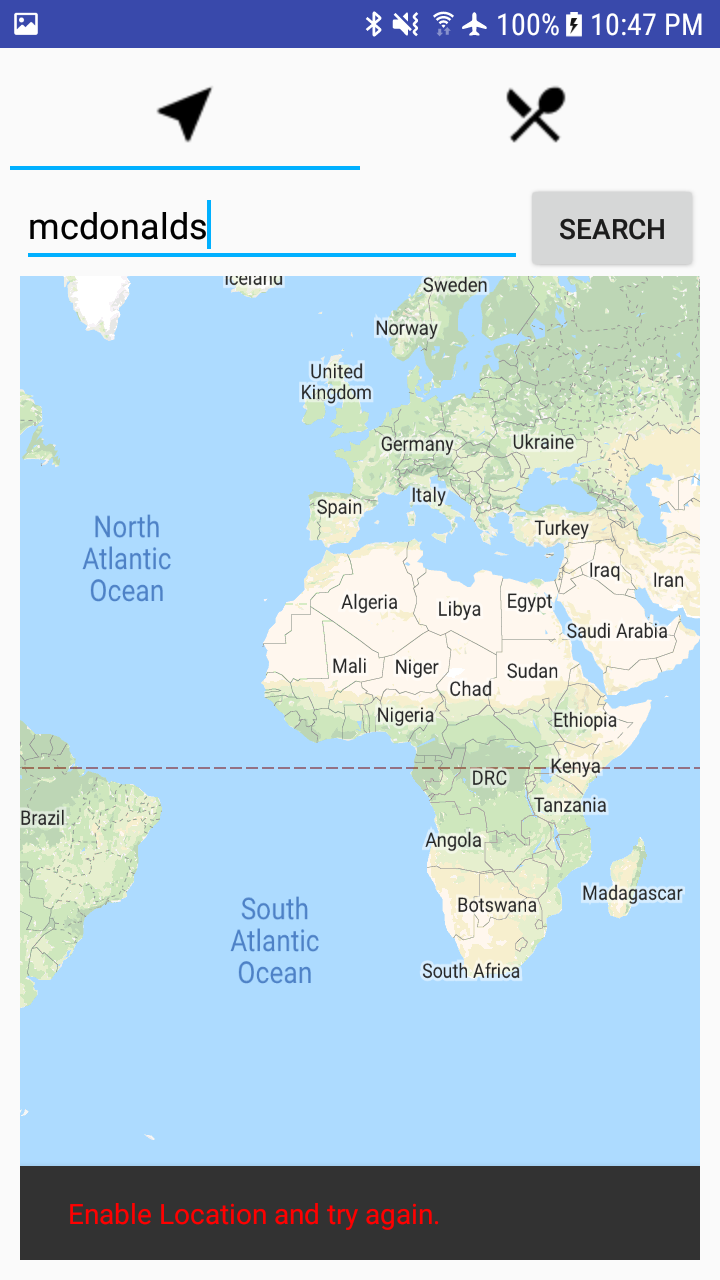 100% 10:47 PM
mcdonalds
SEARCH
Iceland
Sweden
Norway
United
Kingdom
Germany
Ukraine
Italy
Spain
Turkey
North
Atlantic
Ocean
Iraq
Iran
Algeria
Libya
Egypt
Saudi Arabia
Mali
Niger
Sudan
Chad
Nigeria
Ethiopia
Kenya
DRC
Tanzania
Brazil
Angola
Madagascar
Botswana
South
Atlantic
Ocean
South Africa
Enable Location and try again.